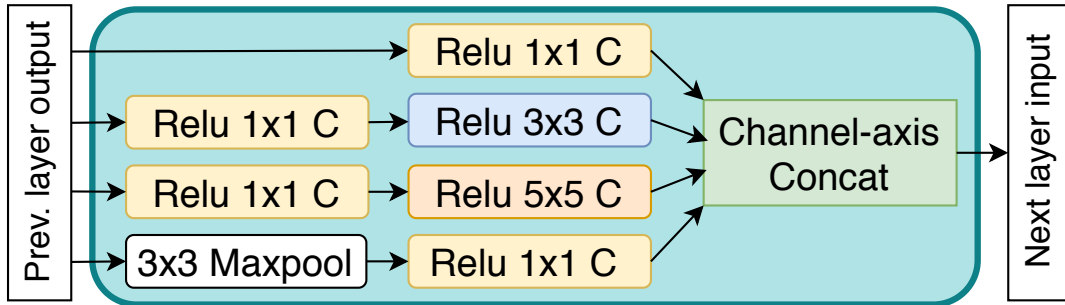 Prev. layer output
Relu 1x1 C
Relu 1x1 C
Relu 3x3 C
Relu 1x1 C
Relu 5x5 C
3x3 Maxpool
Relu 1x1 C
Channel-axis
Concat
Next layer input